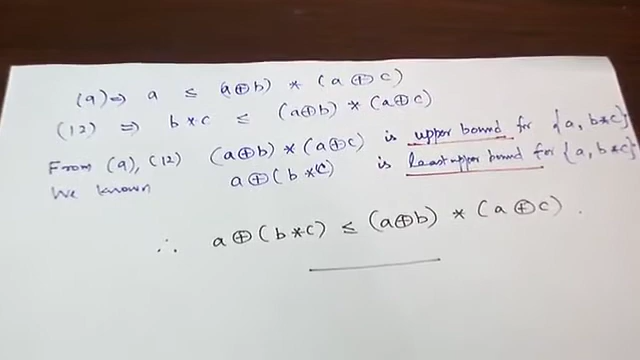 (9) ⇒ a ≤ (a⊕b) * (a⊕c)
(12) ⇒ b*c ≤ (a⊕b) * (a⊕c)
From (9), (12) (a⊕b) * (a⊕c) is upper bound for {a, b*c}
We known a⊕(b*c) is least upper bound for {a, b*c}
∴ a⊕(b*c) ≤ (a⊕b) * (a⊕c).